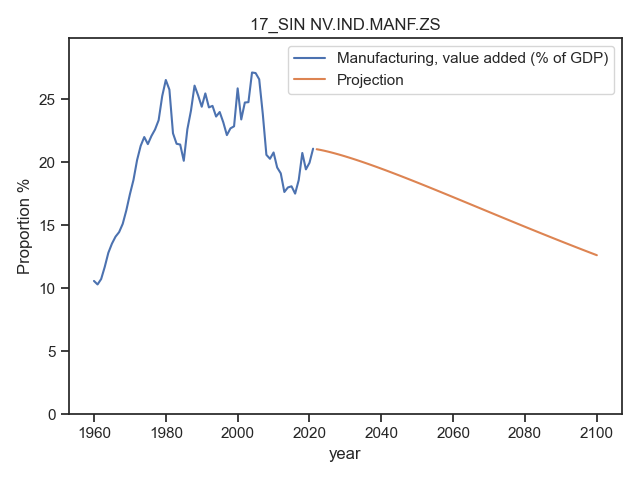 17_SIN NV.IND.MANF.ZS
Manufacturing, value added (% of GDP)
Projection
Proportion %
25
20
15
10
5
0
1960 1980 2000 2020 2040 2060 2080 2100
year